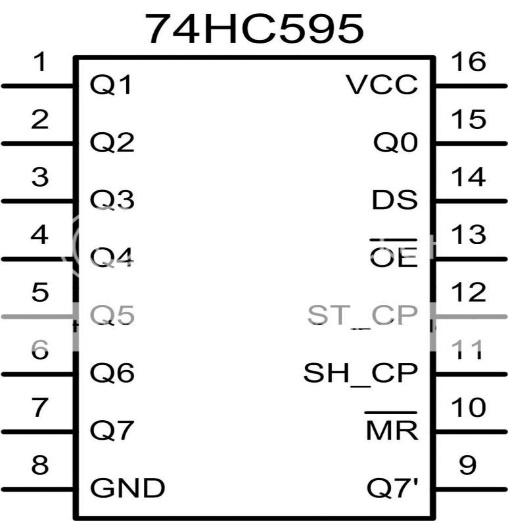 74HC595
1 Q1 VCC 16
2 Q2 Q0 15
3 Q3 DS 14
4 Q4 OE 13
5 Q5 ST_CP 12
6 Q6 SH_CP 11
7 Q7 MR 10
8 GND Q7' 9